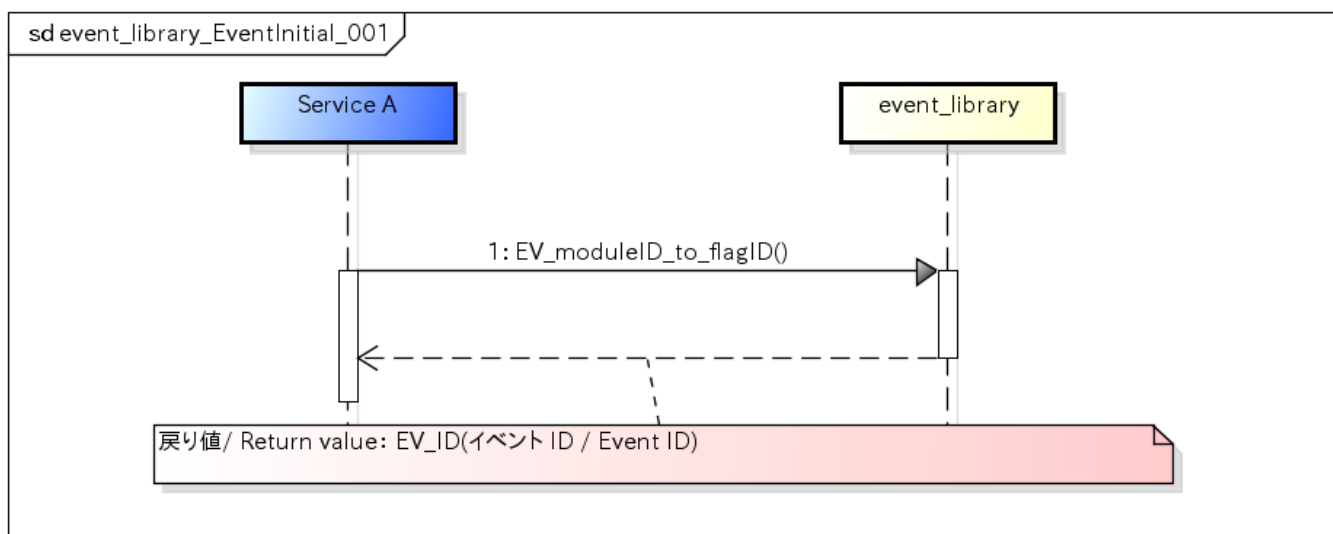 sd event_library_EventInitial_001
Service A
event_library
1: EV_moduleID_to_flagID()
戻り値/ Return value: EV_ID(イベント ID / Event ID)